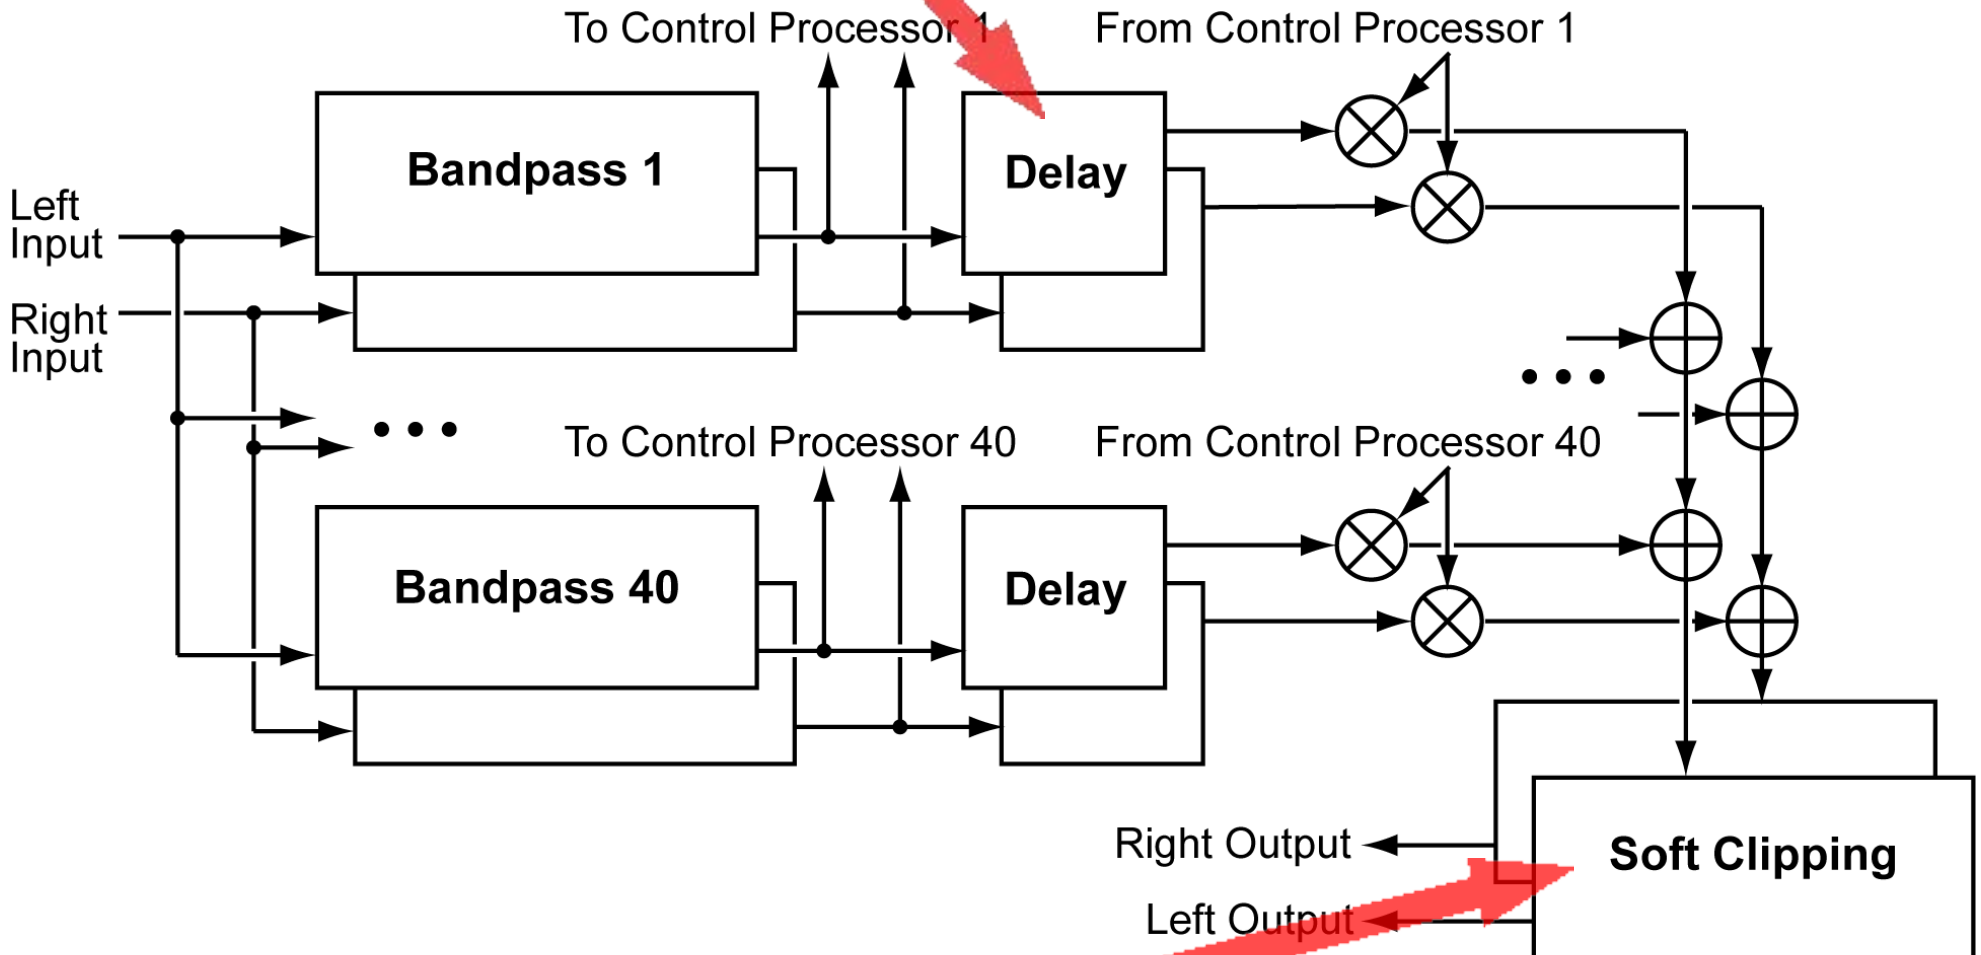 To Control Processor 1
From Control Processor 1
Bandpass 1
Delay
Left
Input
Right
Input
To Control Processor 40
From Control Processor 40
Bandpass 40
Delay
Right Output
Soft Clipping
Left Output